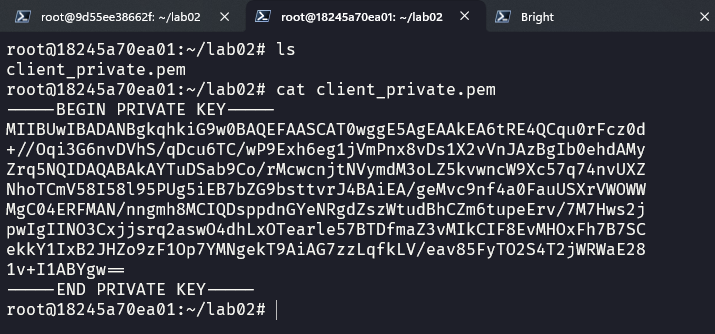 root@9d55ee38662f: ~/lab02
root@18245a70ea01: ~/lab02
Bright
root@18245a70ea01:~/lab02# ls
client_private.pem
root@18245a70ea01:~/lab02# cat client_private.pem
-----BEGIN PRIVATE KEY-----
MIIBUwIBADANBgkqhkiG9w0BAQEFAASCAT0wggE5AgEAAkEA6tRE4QCqu0rFcz0d
+//Oqi3G6nvDVhS/qDcu6TC/wP9Exh6eg1jVmPnx8vDs1X2vVnJAzBgIb0ehdAMy
Zrq5NQIDAQABAkAYTuDSab9Co/rMcwcnjtNVymdM3oLZ5kvwncW9Xc57q74nvUXZ
NhoTCmV58I58l95PUg5iEB7bZG9bsttvrJ4BAiEA/geMvc9nf4a0FauUSXrVWOWW
MgC04ERFMAN/nngmh8MCIQDsppdnGYeNRgdZszWtudBhCZm6tupeErv/7M7Hws2j
pwIgIINO3Cxjjsrq2aswO4dhLxOTearle57BTDfmaZ3vMIkCIF8EvMHOxFh7B7SC
ekkY1IxB2JHZo9zF1Op7YMNgekT9AiAG7zzLqfkLV/eav85FyTO2S4T2jWRWaE28
1v+I1ABYgw==
-----END PRIVATE KEY-----
root@18245a70ea01:~/lab02#